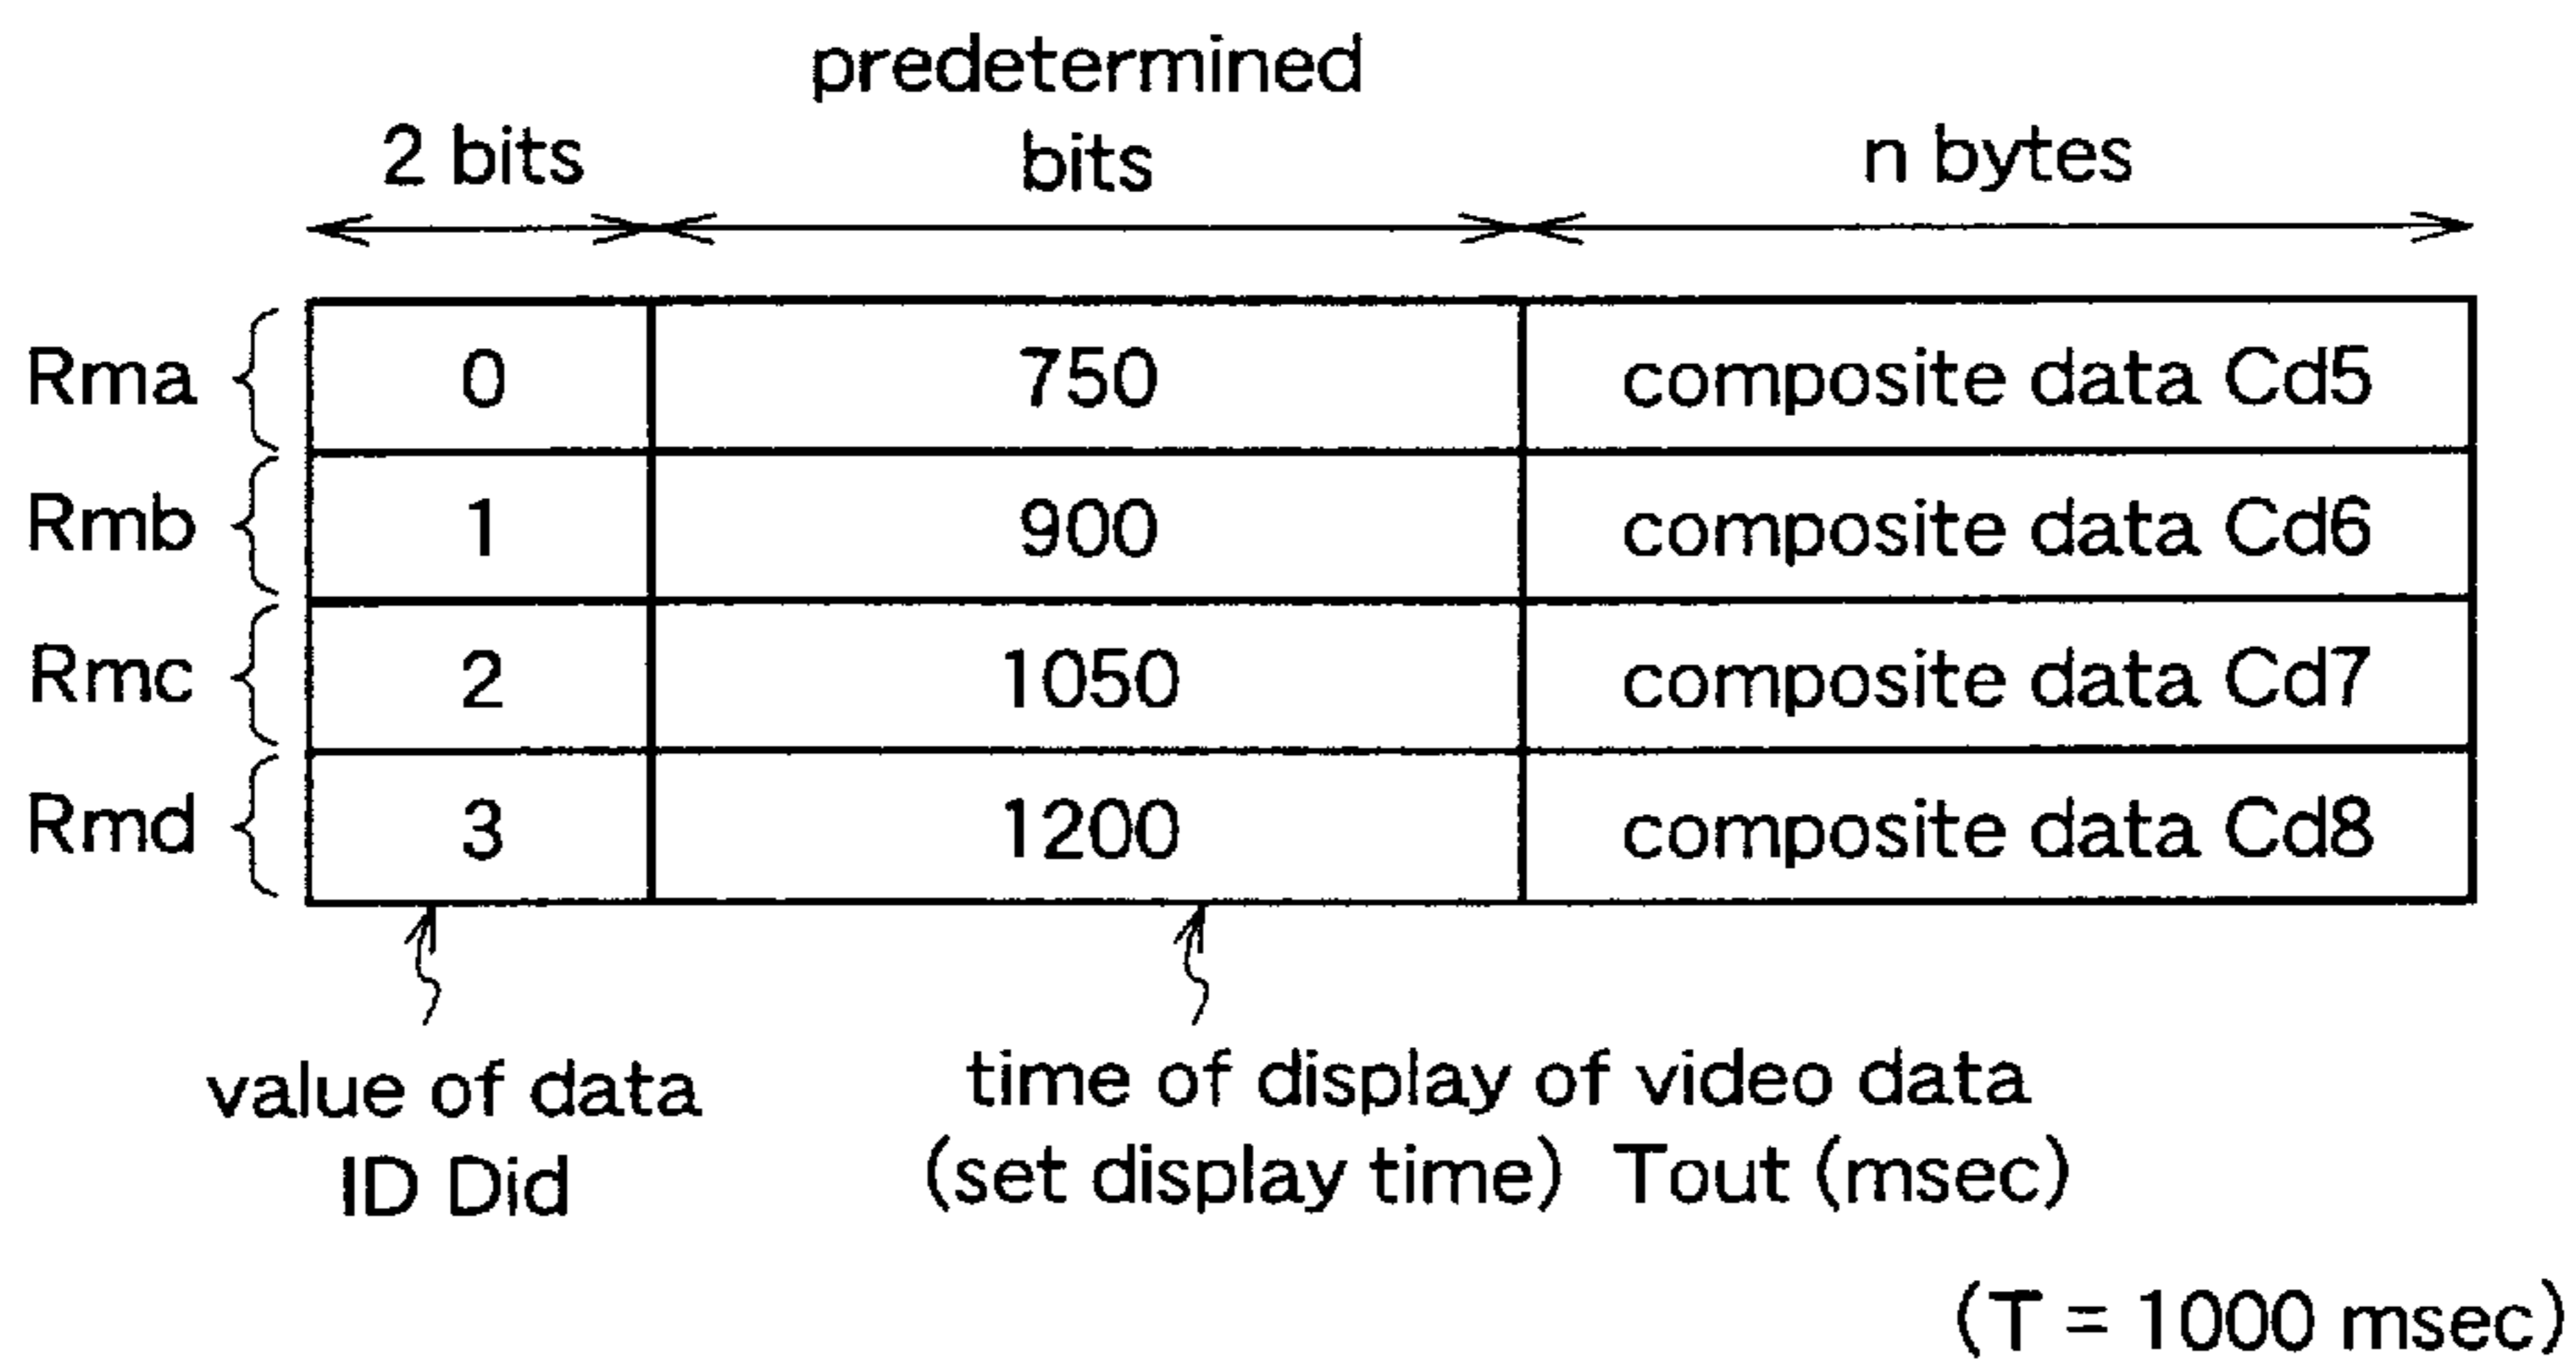 predetermined
2 bits bits n bytes
Rma 0 750 composite data Cd5
Rmb 1 900 composite data Cd6
Rmc 2 1050 composite data Cd7
Rmd 3 1200 composite data Cd8
value of data
ID Did
time of display of video data
(set display time) Tout (msec)
(T = 1000 msec)